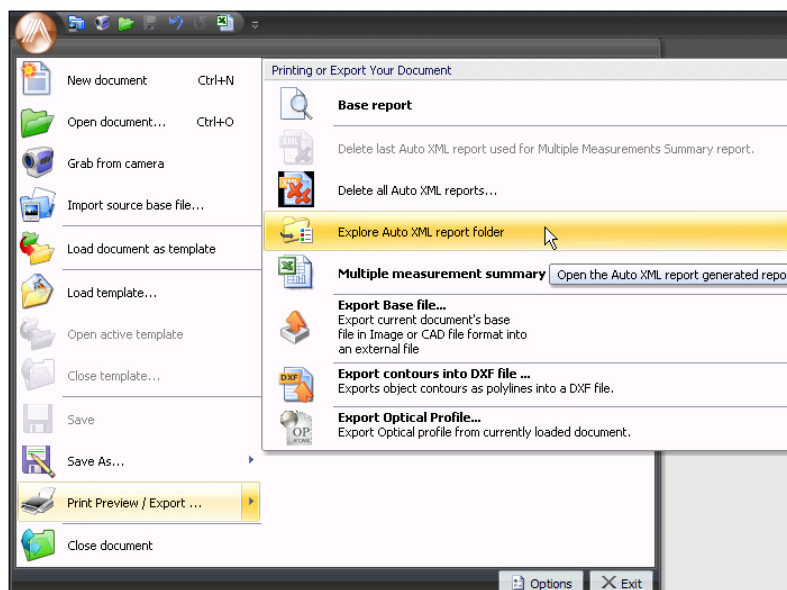 New document Ctrl+N
Open document... Ctrl+O
Grab from camera
Import source base file...
Load document as template
Load template...
Open active template
Close template...
Save
Save As...
Print Preview / Export ...
Close document
Printing or Export Your Document
Base report
XML
Delete last Auto XML report used for Multiple Measurements Summary report.
Delete all Auto XML reports...
Explore Auto XML report folder
Multiple measurement summary
Open the Auto XML report generated repo
Export Base file...
Export current document's base
file in Image or CAD file format into
an external file
DXF
Export contours into DXF file ...
Exports object contours as polylines into a DXF file.
OP
Export Optical Profile...
Export Optical profile from currently loaded document.
Options
Exit